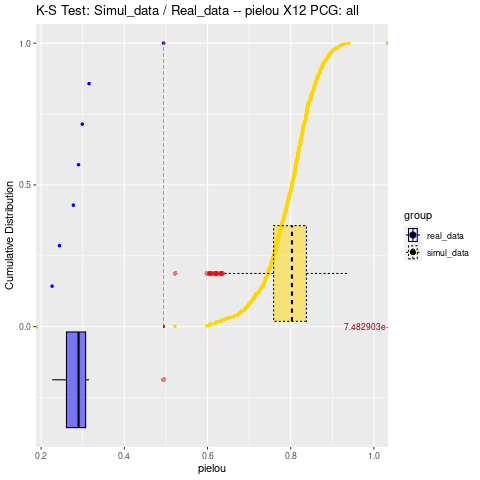 K-S Test: Simul_data / Real_data -- pielou X12 PCG: all
Cumulative Distribution
1.0
0.5
0.0
7.482903e-
0.2 0.4 0.6 0.8 1.0
pielou
group
real_data
simul_data